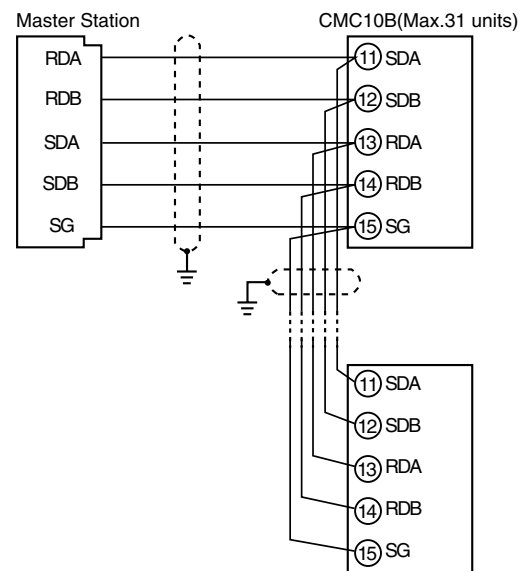 Master Station
CMC10B(Max.31 units)
RDA
11 SDA
RDB
12 SDB
SDA
13 RDA
SDB
14 RDB
SG
15 SG
11 SDA
12 SDB
13 RDA
14 RDB
15 SG